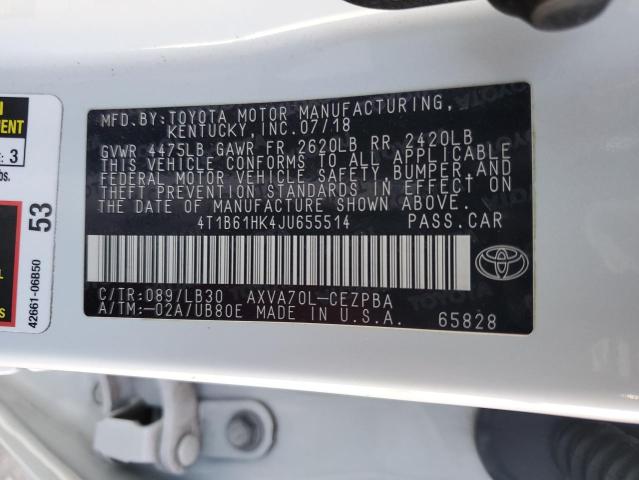 MFD. BY: TOYOTA MOTOR MANUFACTURING,
KENTUCKY, INC. 07/18
GVWR 4475LB GAWR FR 2620LB RR 2420LB
THIS VEHICLE CONFORMS TO ALL APPLICABLE
FEDERAL MOTOR VEHICLE SAFETY, BUMPER, AND
THEFT PREVENTION STANDARDS IN EFFECT ON
THE DATE OF MANUFACTURE SHOWN ABOVE.
4T1B61HK4JU655514 PASS. CAR
C/TR: 089/LB30 AXVA70L-CEZPBA
A/TM: -02A/UB80E MADE IN U.S.A. 65828
53
42661-06B50
3